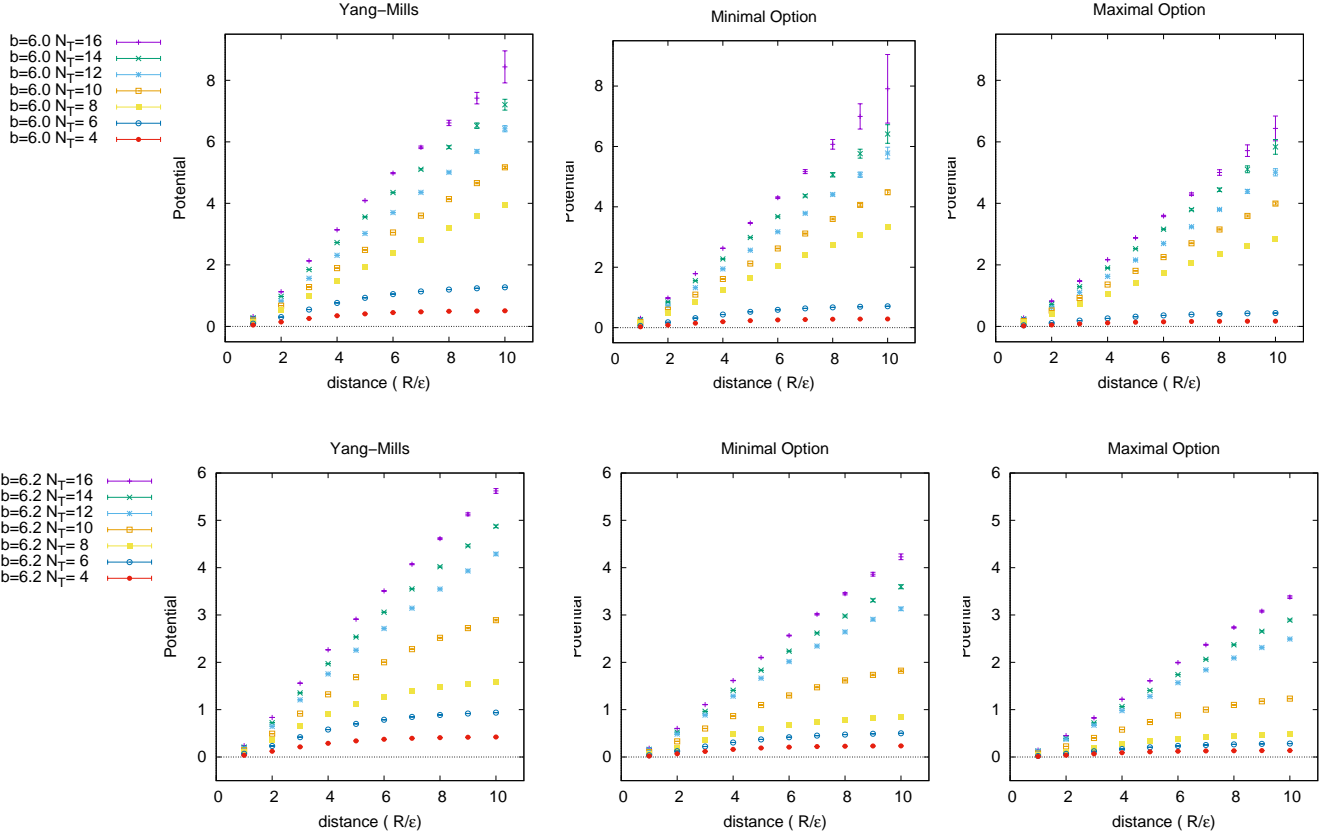 Yang−Mills
Minimal Option
Maximal Option
b=6.0 N_T=16
b=6.0 N_T=14
b=6.0 N_T=12
b=6.0 N_T=10
b=6.0 N_T= 8
b=6.0 N_T= 6
b=6.0 N_T= 4
Potential
8
6
4
2
0
0 2 4 6 8 10
distance ( R/ε)
Potential
8
6
4
2
0
0 2 4 6 8 10
distance ( R/ε)
Potential
8
6
4
2
0
0 2 4 6 8 10
distance ( R/ε)
Yang−Mills
Minimal Option
Maximal Option
b=6.2 N_T=16
b=6.2 N_T=14
b=6.2 N_T=12
b=6.2 N_T=10
b=6.2 N_T= 8
b=6.2 N_T= 6
b=6.2 N_T= 4
Potential
6
5
4
3
2
1
0
0 2 4 6 8 10
distance ( R/ε)
Potential
6
5
4
3
2
1
0
0 2 4 6 8 10
distance ( R/ε)
Potential
6
5
4
3
2
1
0
0 2 4 6 8 10
distance ( R/ε)